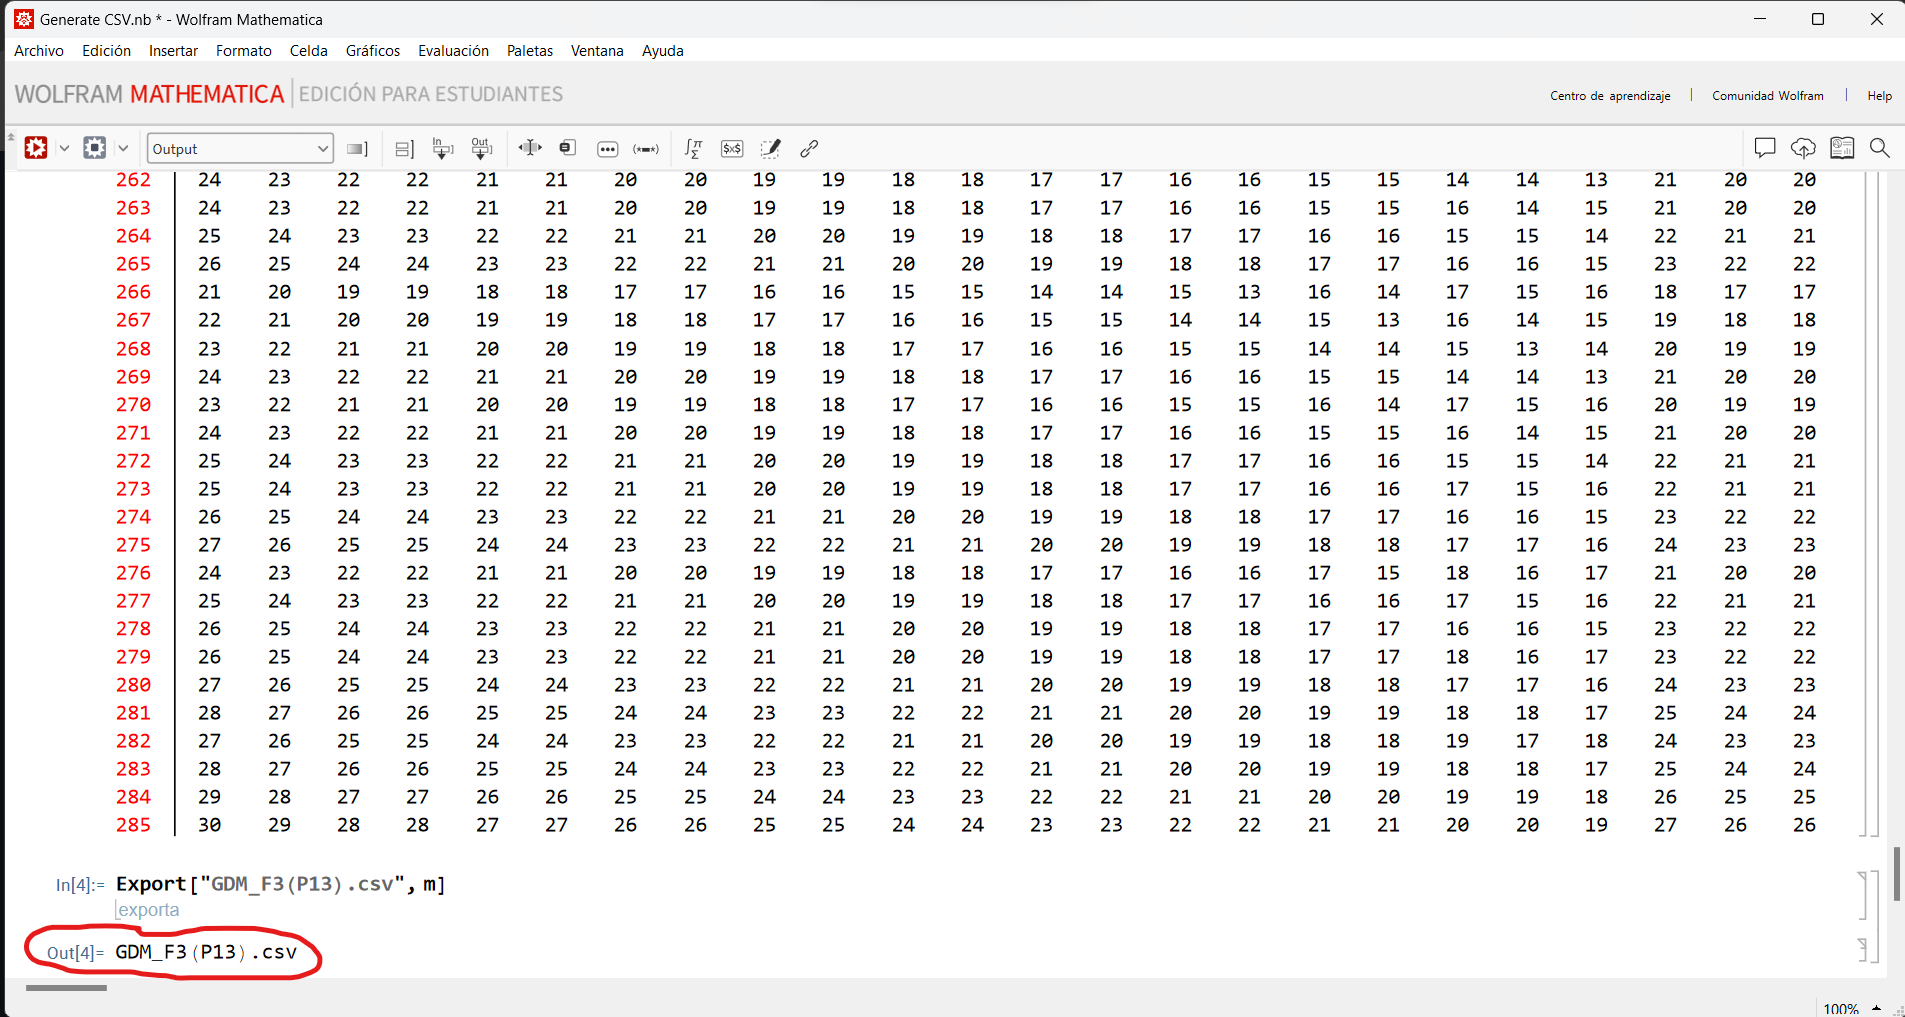 Generate CSV.nb * - Wolfram Mathematica
Archivo Edición Insertar Formato Celda Gráficos Evaluación Paletas Ventana Ayuda
WOLFRAM MATHEMATICA | EDICIÓN PARA ESTUDIANTES
Centro de aprendizaje | Comunidad Wolfram | Help
Output In Out (*▪▪*) ∫π Σ $x$
262 24 23 22 22 21 21 20 20 19 19 18 18 17 17 16 16 15 15 14 14 13 21 20 20
263 24 23 22 22 21 21 20 20 19 19 18 18 17 17 16 16 15 15 16 14 15 21 20 20
264 25 24 23 23 22 22 21 21 20 20 19 19 18 18 17 17 16 16 15 15 14 22 21 21
265 26 25 24 24 23 23 22 22 21 21 20 20 19 19 18 18 17 17 16 16 15 23 22 22
266 21 20 19 19 18 18 17 17 16 16 15 15 14 14 15 13 16 14 17 15 16 18 17 17
267 22 21 20 20 19 19 18 18 17 17 16 16 15 15 14 14 15 13 16 14 15 19 18 18
268 23 22 21 21 20 20 19 19 18 18 17 17 16 16 15 15 14 14 15 13 14 20 19 19
269 24 23 22 22 21 21 20 20 19 19 18 18 17 17 16 16 15 15 14 14 13 21 20 20
270 23 22 21 21 20 20 19 19 18 18 17 17 16 16 15 15 16 14 17 15 16 20 19 19
271 24 23 22 22 21 21 20 20 19 19 18 18 17 17 16 16 15 15 16 14 15 21 20 20
272 25 24 23 23 22 22 21 21 20 20 19 19 18 18 17 17 16 16 15 15 14 22 21 21
273 25 24 23 23 22 22 21 21 20 20 19 19 18 18 17 17 16 16 17 15 16 22 21 21
274 26 25 24 24 23 23 22 22 21 21 20 20 19 19 18 18 17 17 16 16 15 23 22 22
275 27 26 25 25 24 24 23 23 22 22 21 21 20 20 19 19 18 18 17 17 16 24 23 23
276 24 23 22 22 21 21 20 20 19 19 18 18 17 17 16 16 17 15 18 16 17 21 20 20
277 25 24 23 23 22 22 21 21 20 20 19 19 18 18 17 17 16 16 17 15 16 22 21 21
278 26 25 24 24 23 23 22 22 21 21 20 20 19 19 18 18 17 17 16 16 15 23 22 22
279 26 25 24 24 23 23 22 22 21 21 20 20 19 19 18 18 17 17 18 16 17 23 22 22
280 27 26 25 25 24 24 23 23 22 22 21 21 20 20 19 19 18 18 17 17 16 24 23 23
281 28 27 26 26 25 25 24 24 23 23 22 22 21 21 20 20 19 19 18 18 17 25 24 24
282 27 26 25 25 24 24 23 23 22 22 21 21 20 20 19 19 18 18 19 17 18 24 23 23
283 28 27 26 26 25 25 24 24 23 23 22 22 21 21 20 20 19 19 18 18 17 25 24 24
284 29 28 27 27 26 26 25 25 24 24 23 23 22 22 21 21 20 20 19 19 18 26 25 25
285 30 29 28 28 27 27 26 26 25 25 24 24 23 23 22 22 21 21 20 20 19 27 26 26
In[4]:= Export["GDM_F3(P13).csv", m]
exporta
Out[4]= GDM_F3(P13).csv
100%